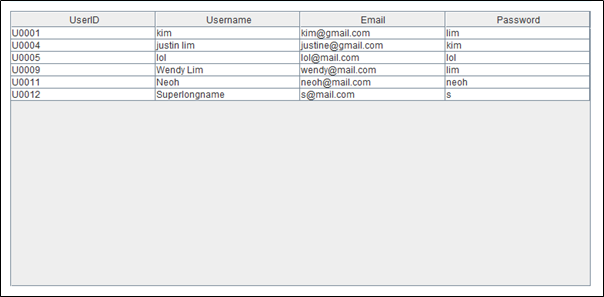 UserID Username Email Password
U0001 kim kim@gmail.com lim
U0004 justin lim justine@gmail.com kim
U0005 lol lol@mail.com lol
U0009 Wendy Lim wendy@mail.com lim
U0011 Neoh neoh@mail.com neoh
U0012 Superlongname s@mail.com s